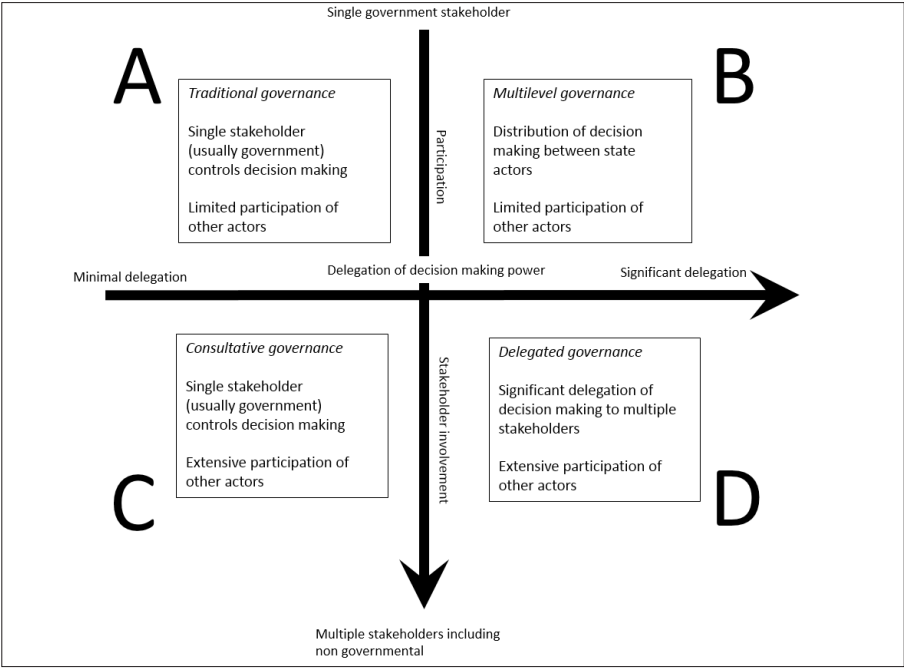 Single government stakeholder
A
Traditional governance
Single stakeholder
(usually government)
controls decision making
Limited participation of
other actors
Participation
B
Multilevel governance
Distribution of decision
making between state
actors
Limited participation of
other actors
Minimal delegation
Delegation of decision making power
Significant delegation
C
Consultative governance
Single stakeholder
(usually government)
controls decision making
Extensive participation of
other actors
Stakeholder involvement
D
Delegated governance
Significant delegation of
decision making to multiple
stakeholders
Extensive participation of
other actors
Multiple stakeholders including
non governmental